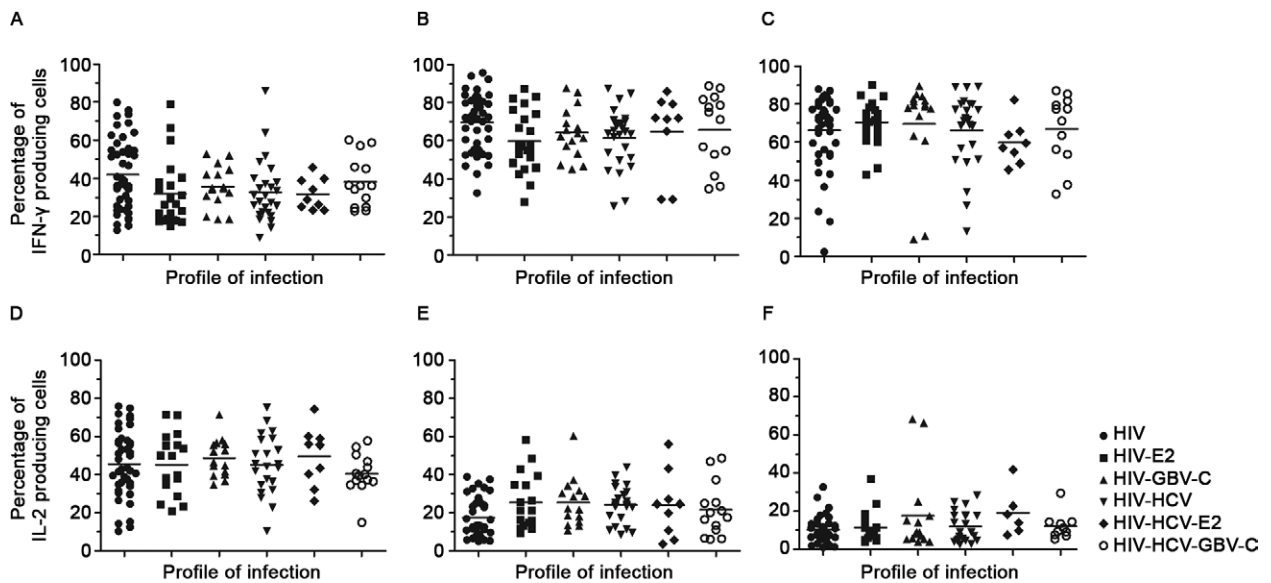 A
B
C
Percentage of
IFN-γ producing cells
100
80
60
40
20
0
100
80
60
40
20
0
100
80
60
40
20
0
Profile of infection
Profile of infection
Profile of infection
D
E
F
Percentage of
IL-2 producing cells
100
80
60
40
20
0
100
80
60
40
20
0
100
80
60
40
20
0
Profile of infection
Profile of infection
Profile of infection
HIV
HIV-E2
HIV-GBV-C
HIV-HCV
HIV-HCV-E2
HIV-HCV-GBV-C